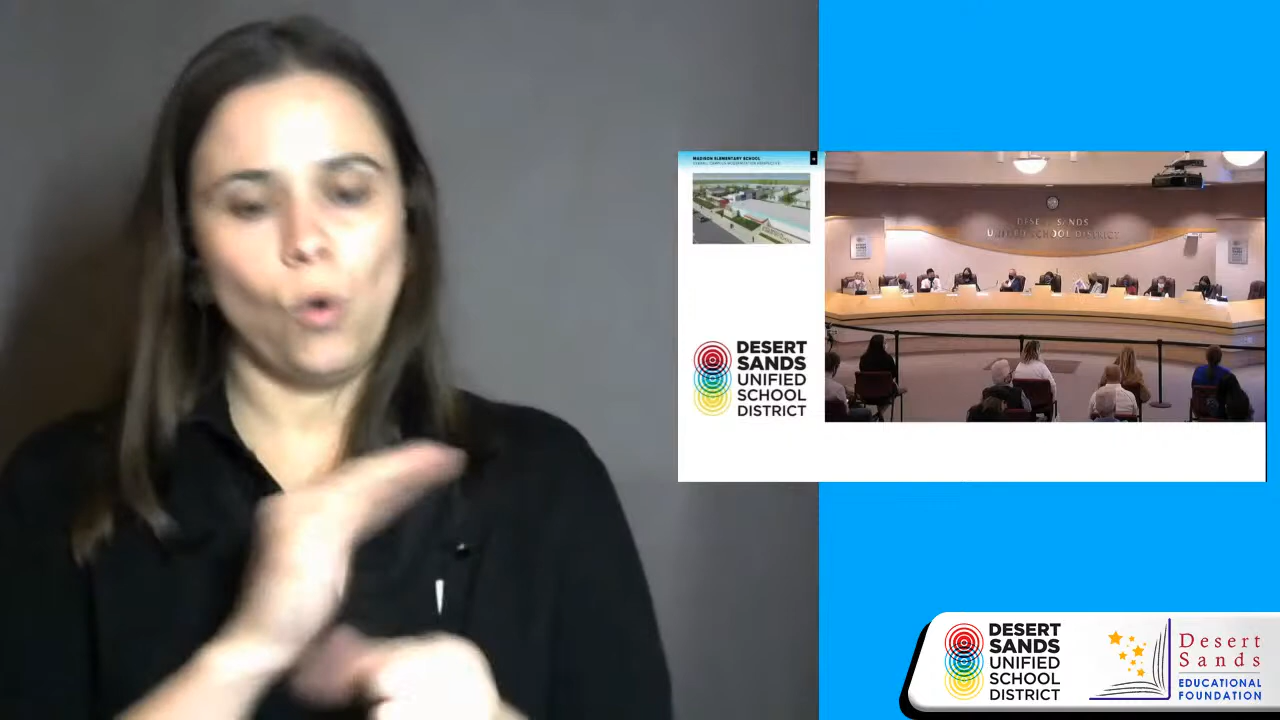 MADISON ELEMENTARY SCHOOL
DESERT SANDS
UNIFIED SCHOOL DISTRICT
DESERT
SANDS
UNIFIED
SCHOOL
DISTRICT
DESERT
SANDS
UNIFIED
SCHOOL
DISTRICT
Desert
Sands
EDUCATIONAL
FOUNDATION